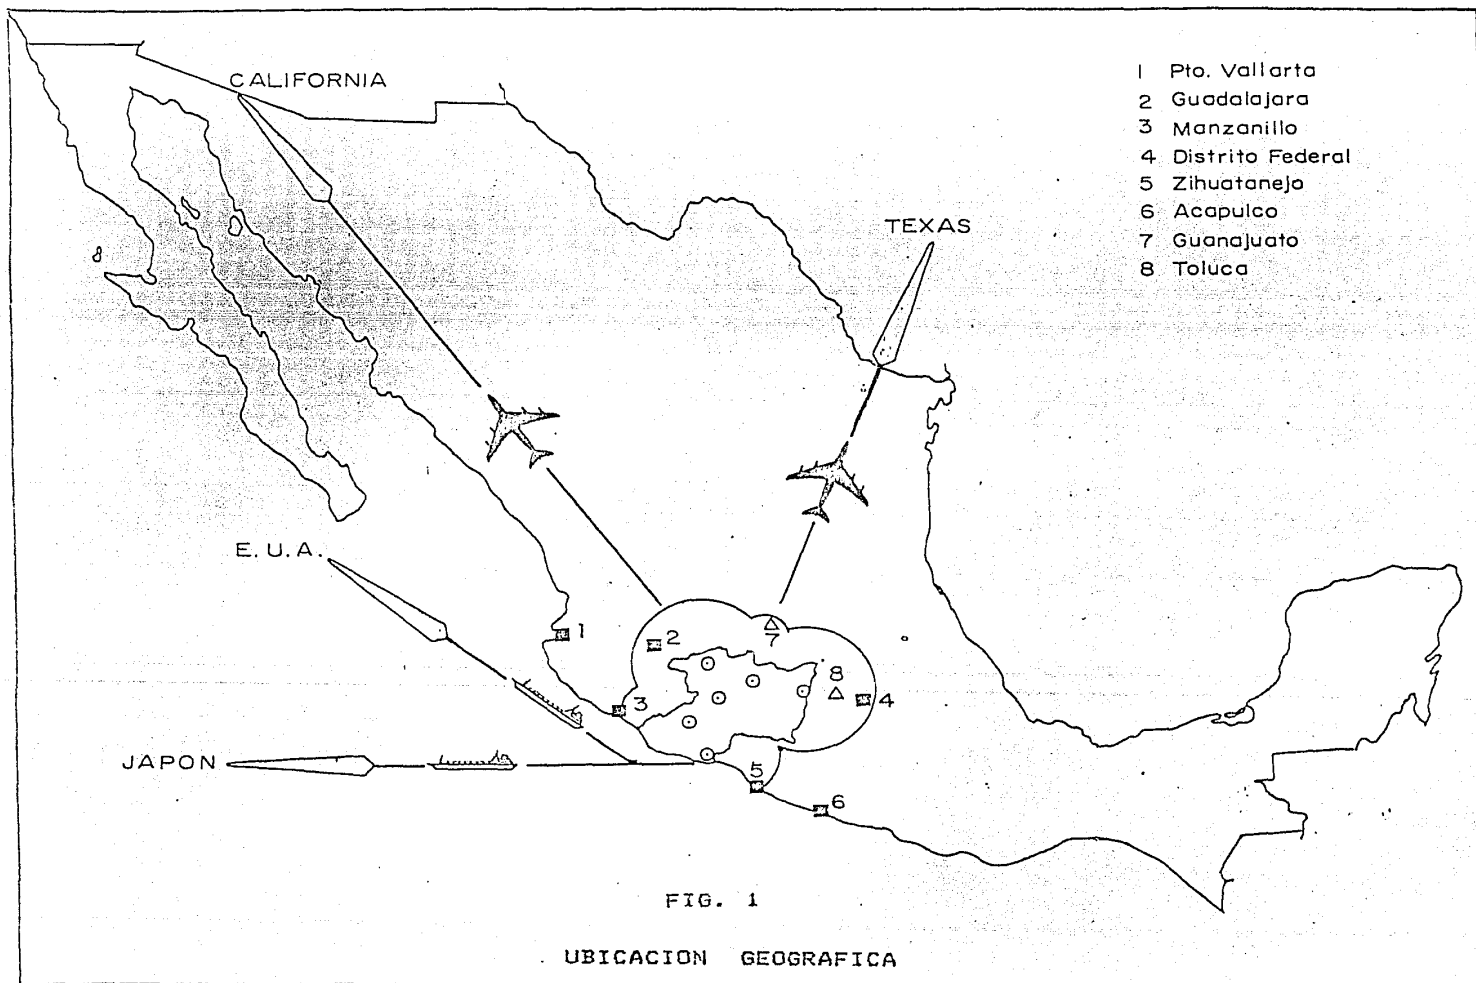 CALIFORNIA
1 Pto. Vallarta
2 Guadalajara
3 Manzanillo
4 Distrito Federal
5 Zihuatanejo
6 Acapulco
7 Guanajuato
8 Toluca
TEXAS
E.U.A.
1
2
7
8
3
4
JAPON
5
6
FIG. 1
UBICACION GEOGRAFICA